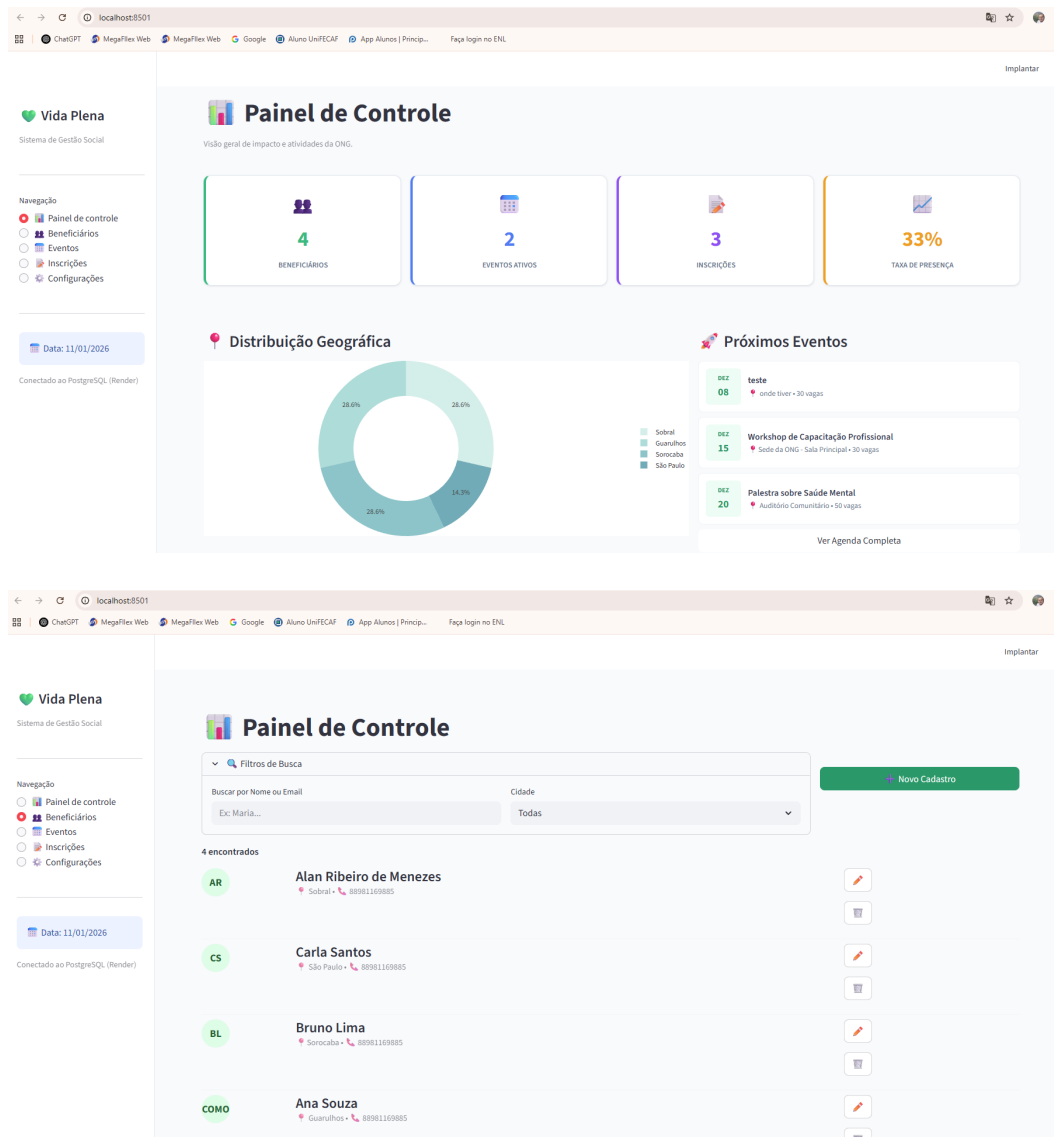 localhost:8501
ChatGPT MegaFllex Web MegaFllex Web Google Aluno UniFECAF App Alunos | Princip... Faça login no ENL
Implantar
Vida Plena
Sistema de Gestão Social
Navegação
Painel de controle
Beneficiários
Eventos
Inscrições
Configurações
Data: 11/01/2026
Conectado ao PostgreSQL (Render)
Painel de Controle
Visão geral de impacto e atividades da ONG.
4
BENEFICIÁRIOS
2
EVENTOS ATIVOS
3
INSCRIÇÕES
33%
TAXA DE PRESENÇA
Distribuição Geográfica
28.6%
28.6%
14.3%
28.6%
Sobral
Guarulhos
Sorocaba
São Paulo
Próximos Eventos
DEZ
08
teste
onde tiver • 30 vagas
DEZ
15
Workshop de Capacitação Profissional
Sede da ONG - Sala Principal • 30 vagas
DEZ
20
Palestra sobre Saúde Mental
Auditório Comunitário • 50 vagas
Ver Agenda Completa
localhost:8501
ChatGPT MegaFllex Web MegaFllex Web Google Aluno UniFECAF App Alunos | Princip... Faça login no ENL
Implantar
Vida Plena
Sistema de Gestão Social
Navegação
Painel de controle
Beneficiários
Eventos
Inscrições
Configurações
Data: 11/01/2026
Conectado ao PostgreSQL (Render)
Painel de Controle
Filtros de Busca
Buscar por Nome ou Email
Ex: Maria...
Cidade
Todas
Novo Cadastro
4 encontrados
AR
Alan Ribeiro de Menezes
Sobral • 88981169885
CS
Carla Santos
São Paulo • 88981169885
BL
Bruno Lima
Sorocaba • 88981169885
COMO
Ana Souza
Guarulhos • 88981169885